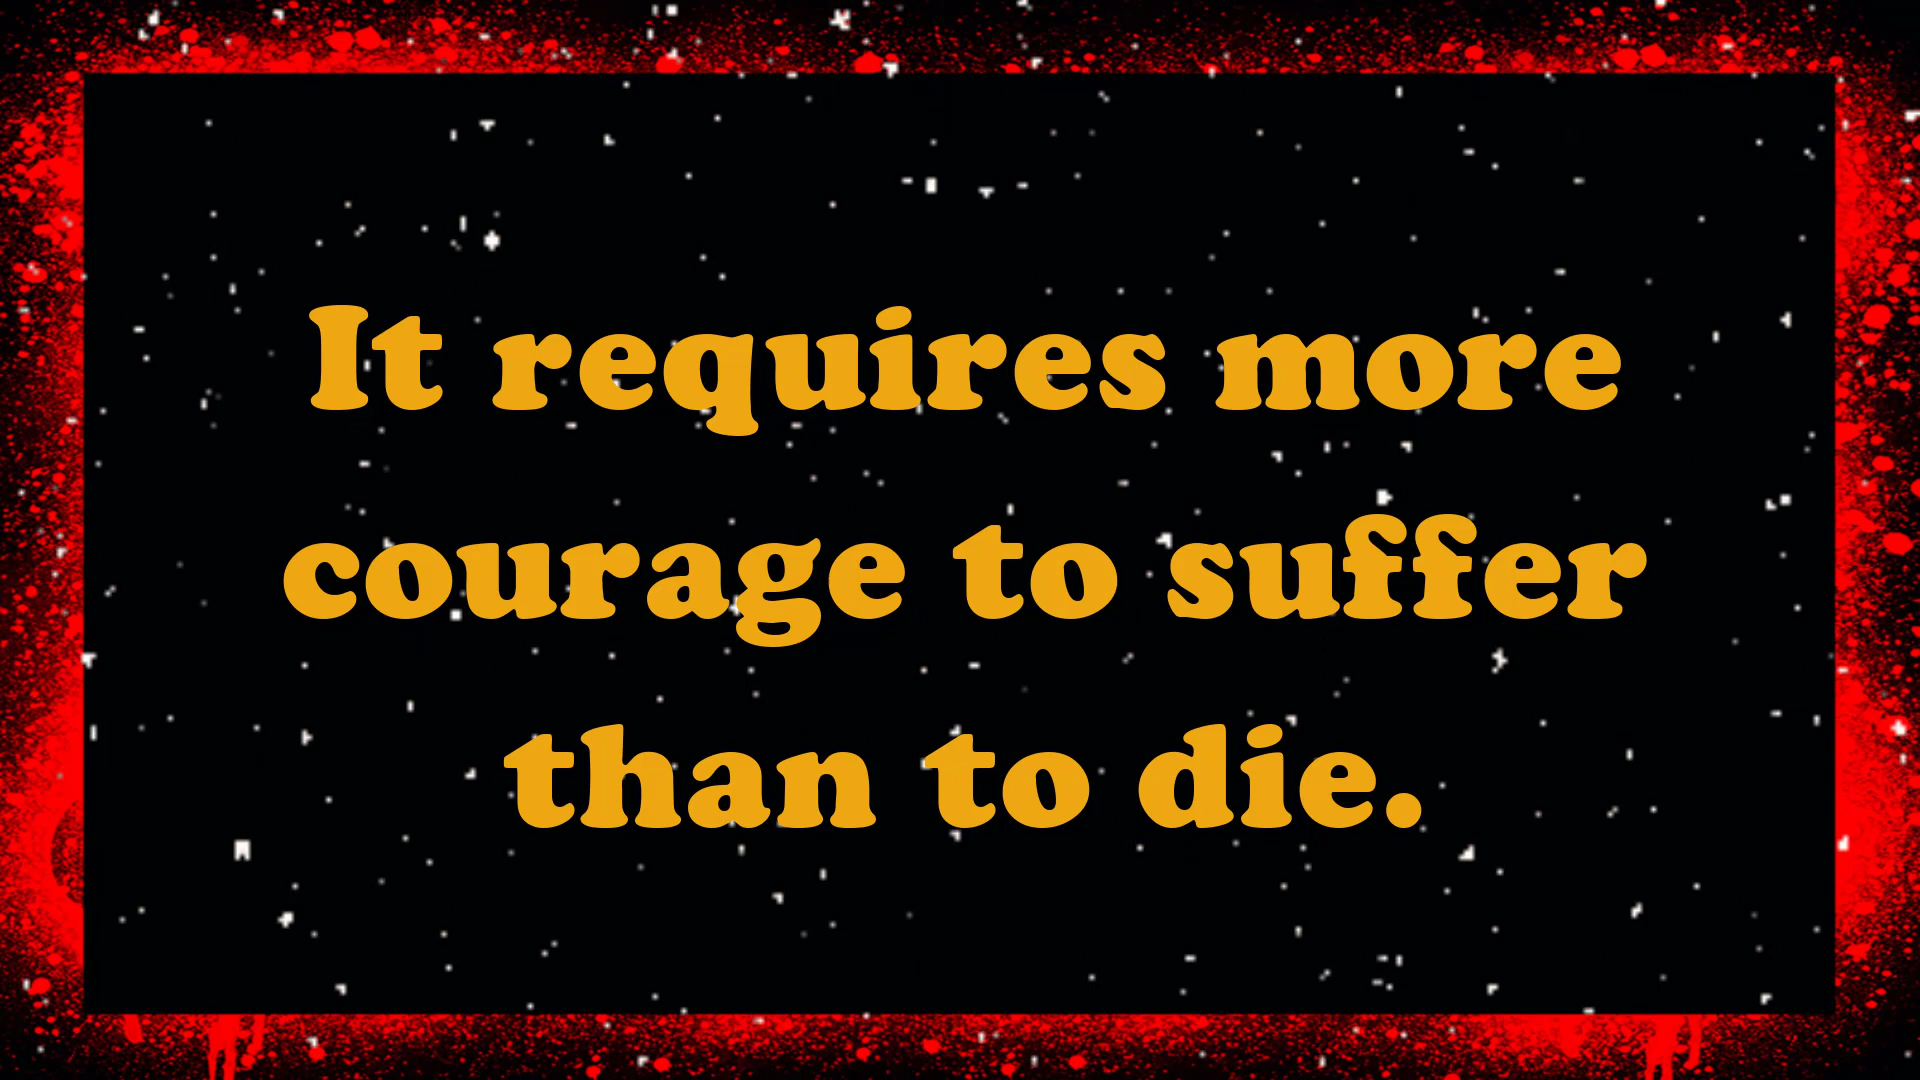 It requires more
courage to suffer
than to die.